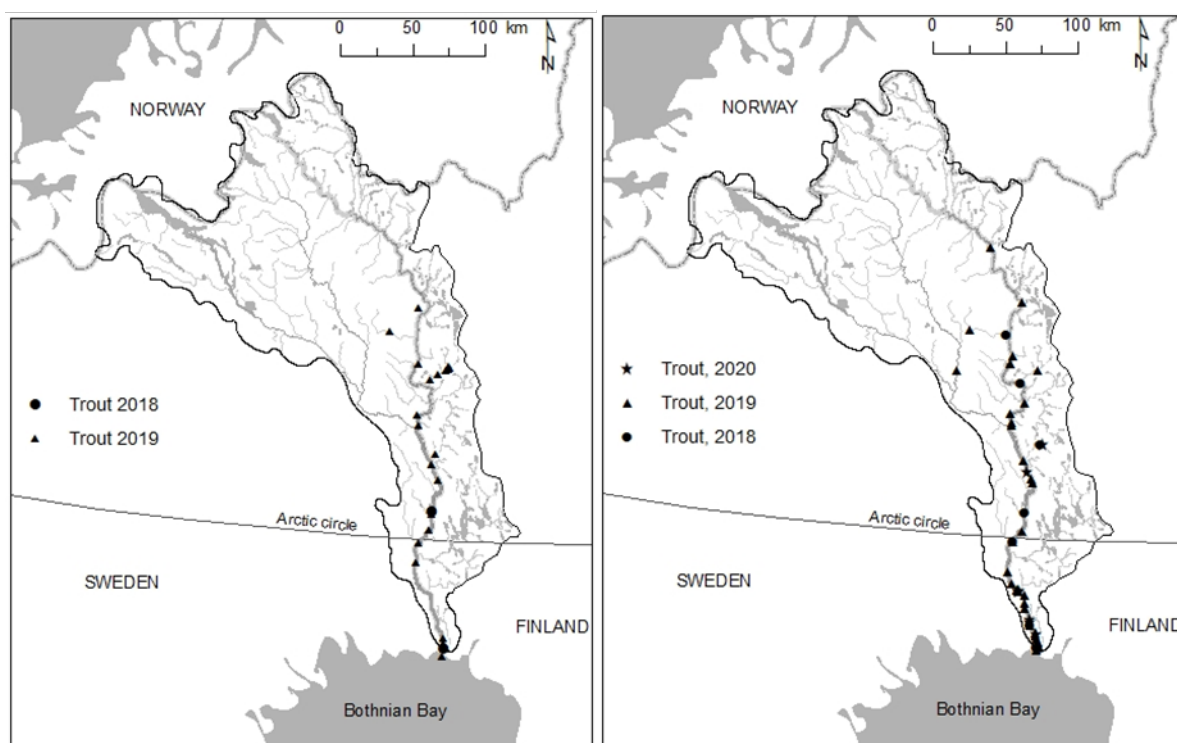 0 50 100 km
N
NORWAY
Trout 2018
Trout 2019
Arctic circle
SWEDEN
FINLAND
Bothnian Bay
0 50 100 km
N
NORWAY
Trout, 2020
Trout, 2019
Trout, 2018
Arctic circle
SWEDEN
FINLAND
Bothnian Bay